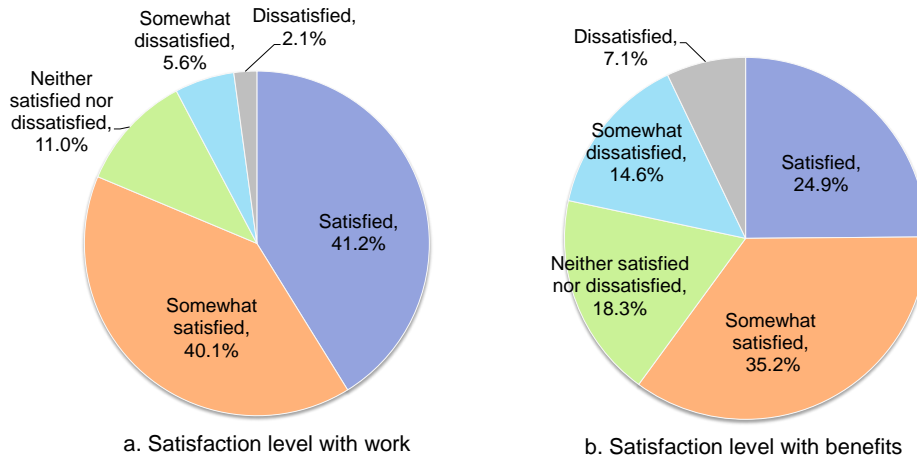 Somewhat
dissatisfied,
5.6%
Dissatisfied,
2.1%
Neither
satisfied nor
dissatisfied,
11.0%
Satisfied,
41.2%
Somewhat
satisfied,
40.1%
a. Satisfaction level with work
Dissatisfied,
7.1%
Somewhat
dissatisfied,
14.6%
Satisfied,
24.9%
Neither satisfied
nor dissatisfied,
18.3%
Somewhat
satisfied,
35.2%
b. Satisfaction level with benefits